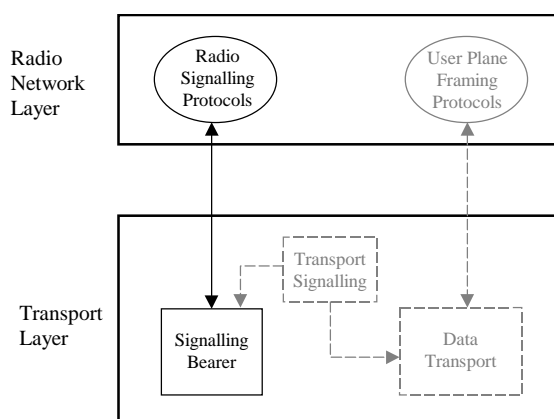 Radio
Network
Layer
Radio
Signalling
Protocols
User Plane
Framing
Protocols
Transport
Layer
Transport
Signalling
Signalling
Bearer
Data
Transport